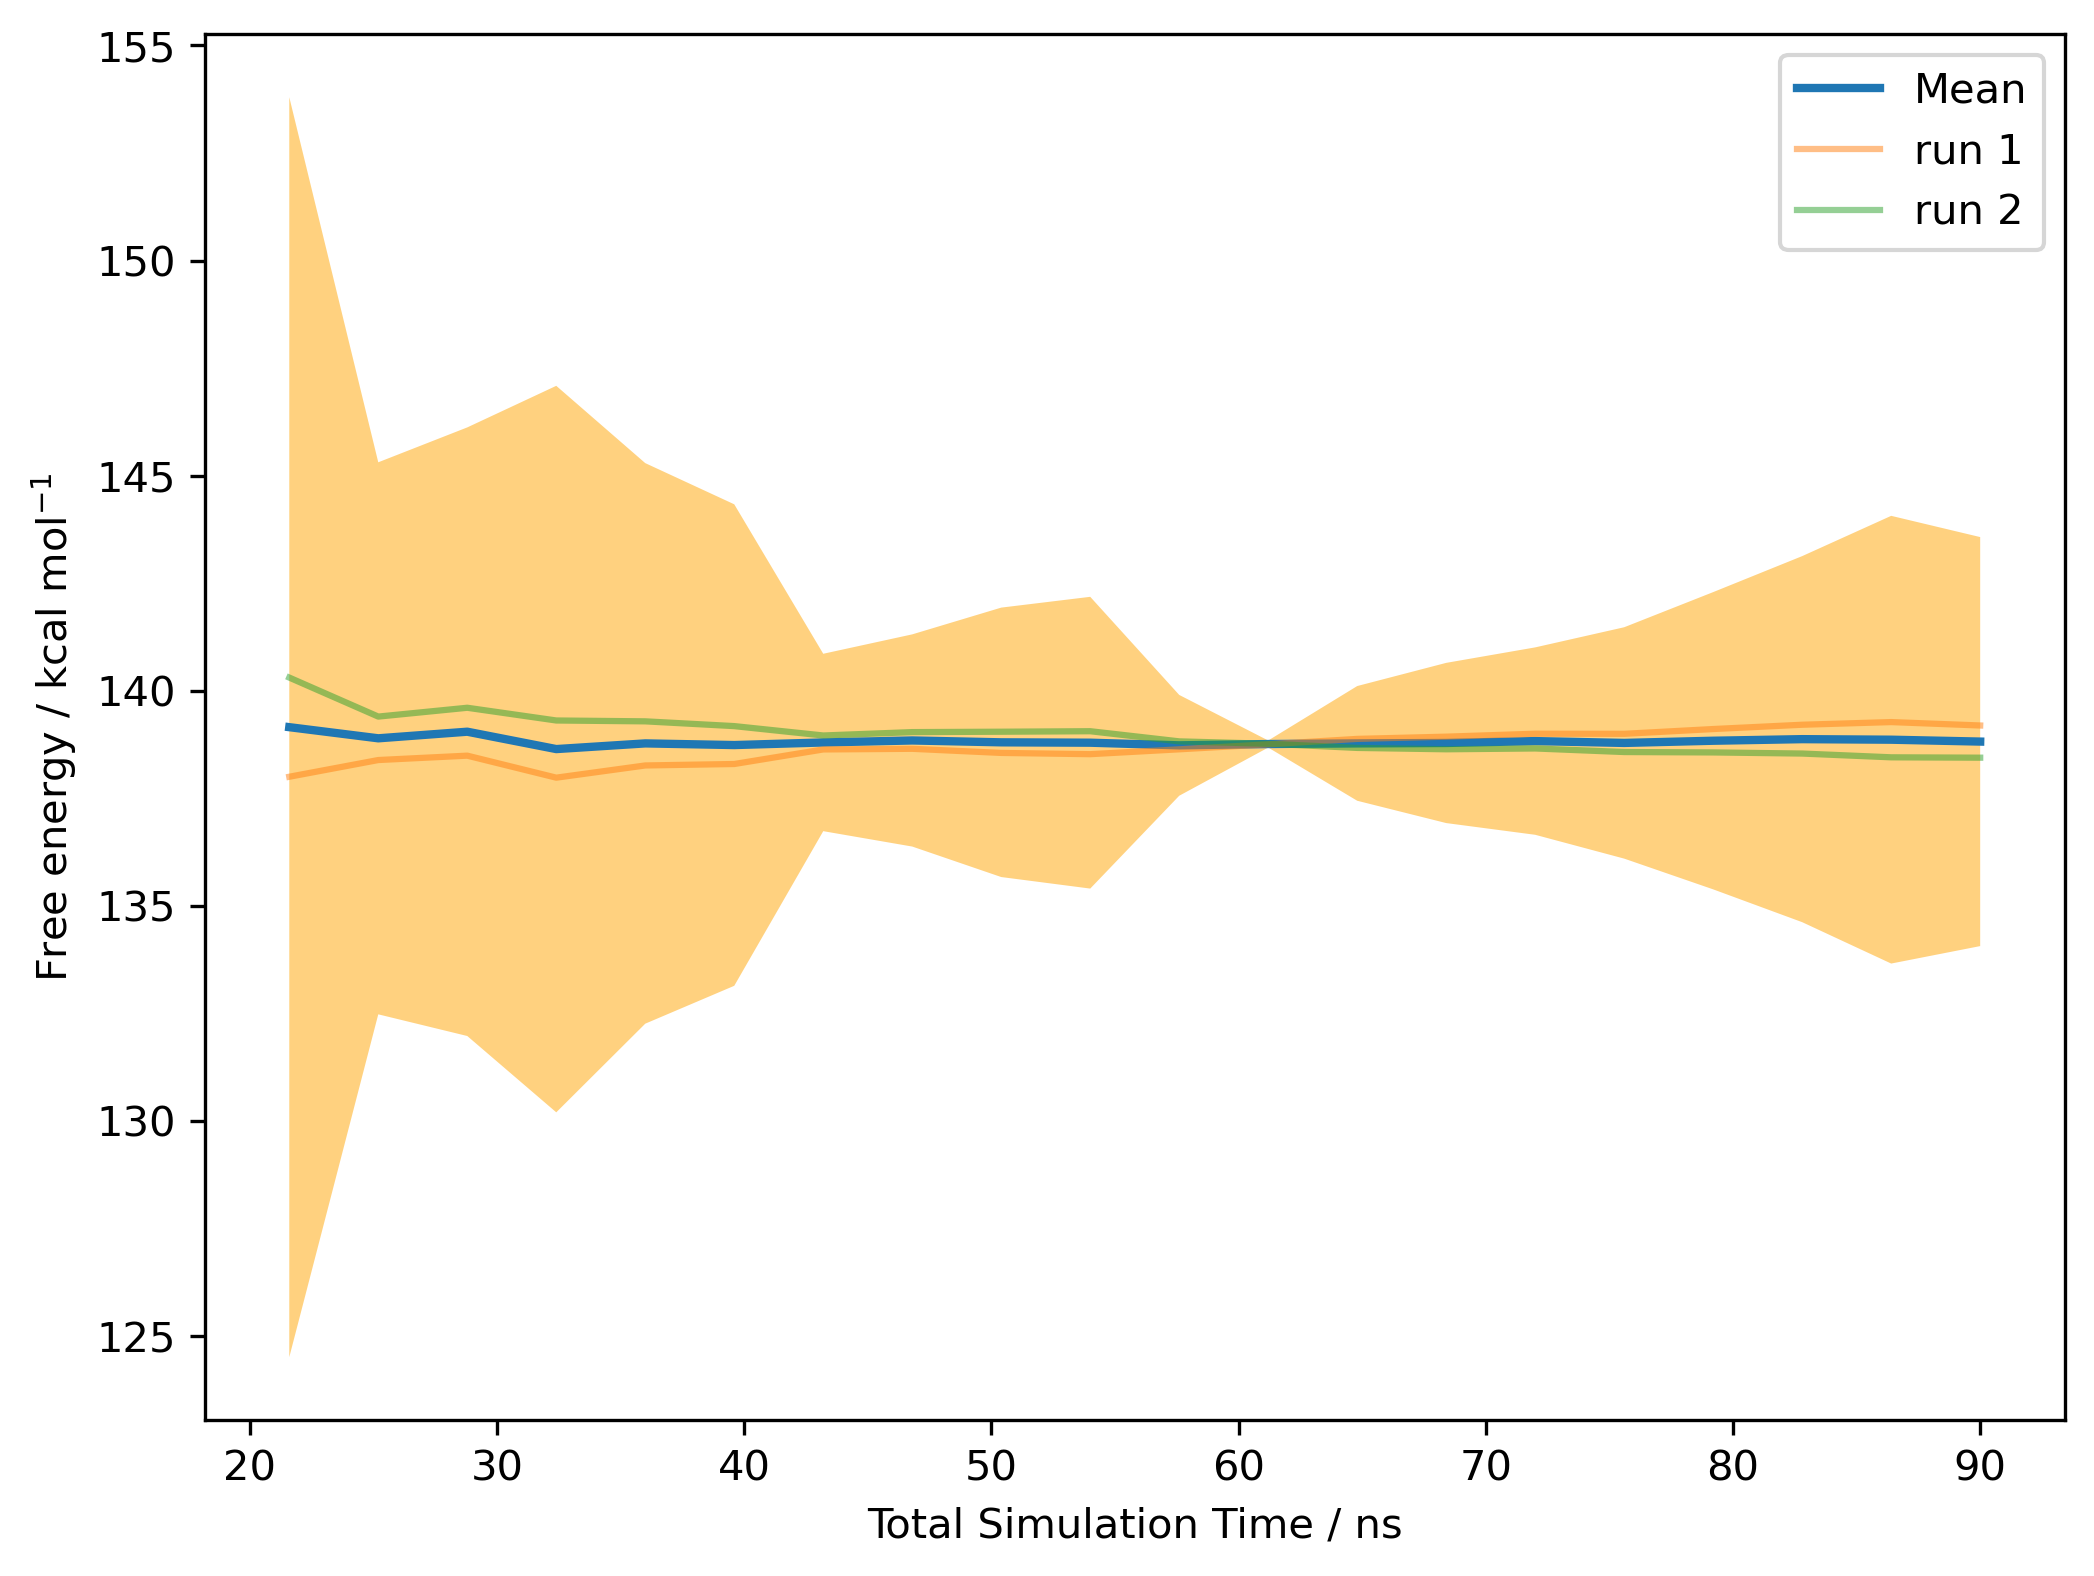 155
150
145
140
135
130
125
Free energy / kcal mol⁻¹
Mean
run 1
run 2
20 30 40 50 60 70 80 90
Total Simulation Time / ns